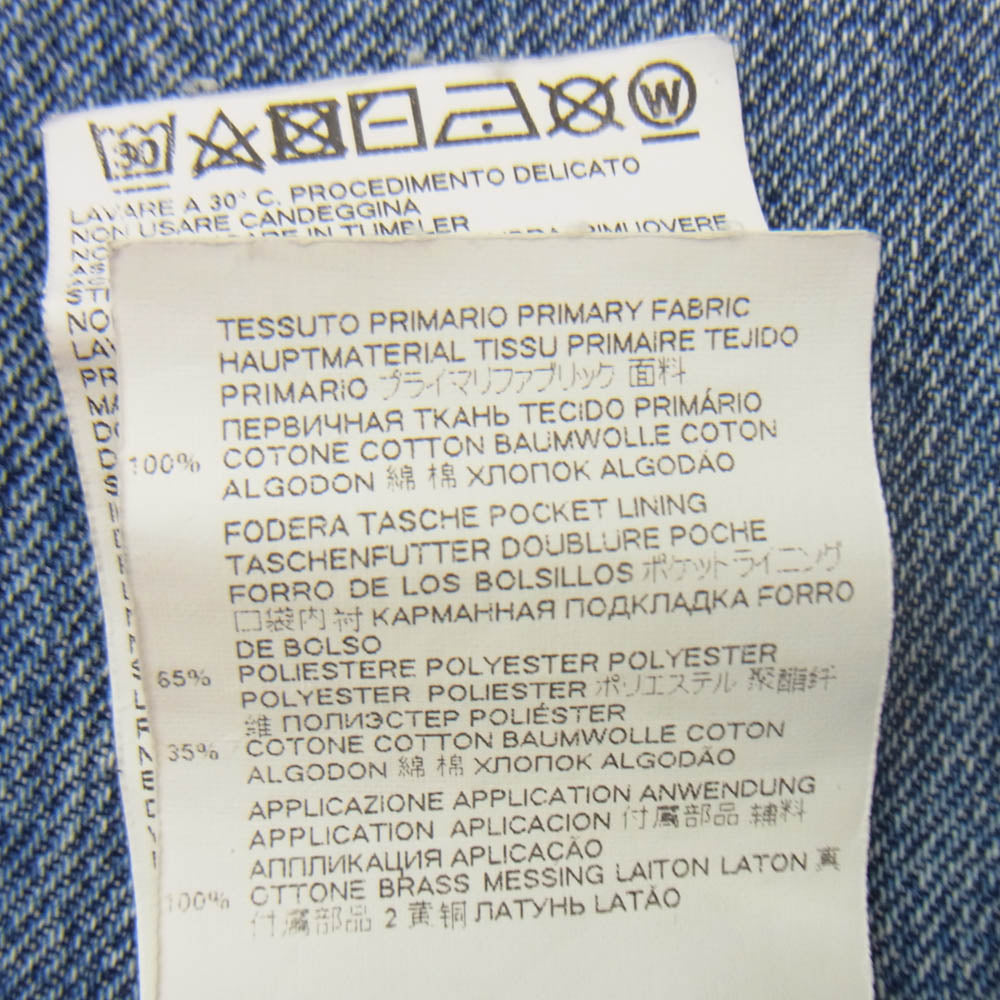 30
W
LAVARE A 30° C. PROCEDIMENTO DELICATO
NON USARE CANDEGGINA
IN TUMBLER
RIMUOVERE
TESSUTO PRIMARIO PRIMARY FABRIC
HAUPTMATERIAL TISSU PRIMAIRE TEJIDO
PRIMARIO プライマリファブリック 面料
ПЕРВИЧНАЯ ТКАНЬ TECIDO PRIMÁRIO
100% COTONE COTTON BAUMWOLLE COTON
ALGODON 綿 棉 ХЛОПОК ALGODÃO
FODERA TASCHE POCKET LINING
TASCHENFUTTER DOUBLURE POCHE
FORRO DE LOS BOLSILLOS ポケットライニング
口袋内衬 КАРМАННАЯ ПОДКЛАДКА FORRO
DE BOLSO
65% POLIESTERE POLYESTER POLYESTER
POLYESTER POLIESTER ポリエステル 聚酯纤
维 ПОЛИЭСТЕР POLIÉSTER
35% COTONE COTTON BAUMWOLLE COTON
ALGODON 綿 棉 ХЛОПОК ALGODÃO
APPLICAZIONE APPLICATION ANWENDUNG
APPLICATION APLICACION 付属部品 辅料
АППЛИКАЦИЯ APLICAÇÃO
100% OTTONE BRASS MESSING LAITON LATON 真
付属部品 2 黄铜 ЛАТУНЬ LATÃO